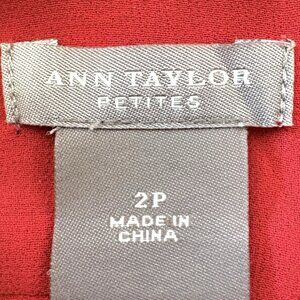 ANN TAYLOR
PETITES
2P
MADE IN
CHINA